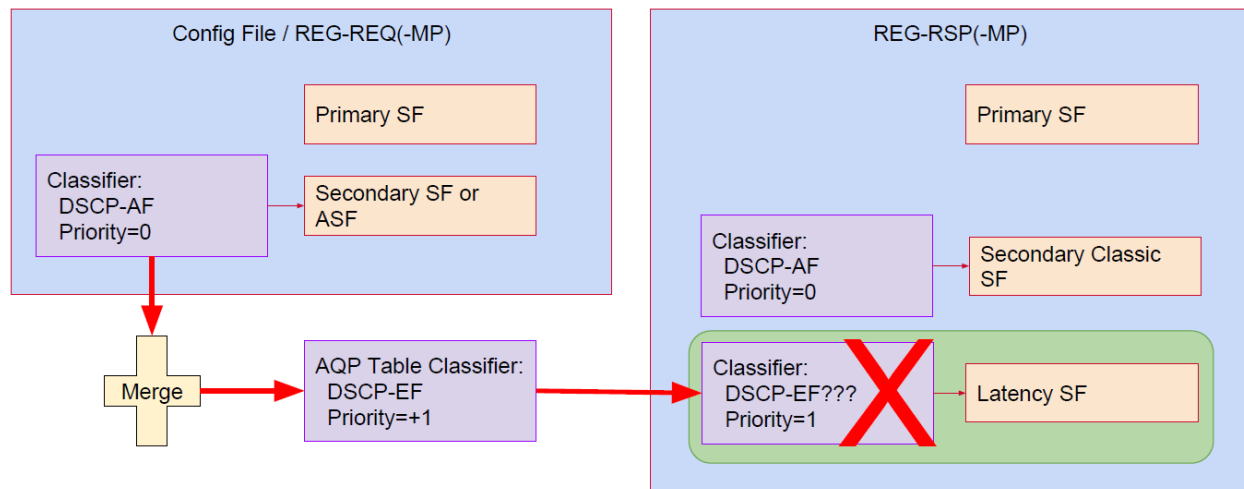 Config File / REG-REQ(-MP)
Primary SF
Classifier:
DSCP-AF
Priority=0
Secondary SF or
ASF
Merge
AQP Table Classifier:
DSCP-EF
Priority=+1
REG-RSP(-MP)
Primary SF
Classifier:
DSCP-AF
Priority=0
Secondary Classic
SF
Classifier:
DSCP-EF???
Priority=1
Latency SF